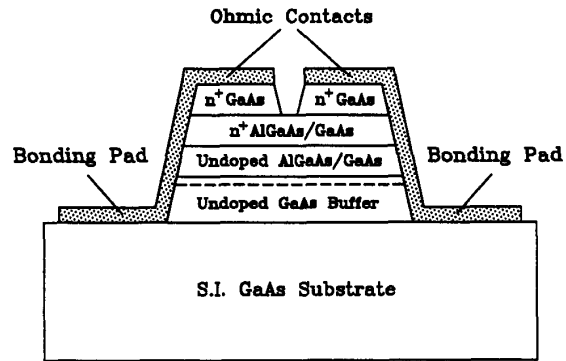 Ohmic Contacts
n⁺GaAs
n⁺GaAs
n⁺AlGaAs/GaAs
Bonding Pad
Undoped AlGaAs/GaAs
Bonding Pad
Undoped GaAs Buffer
S.I. GaAs Substrate